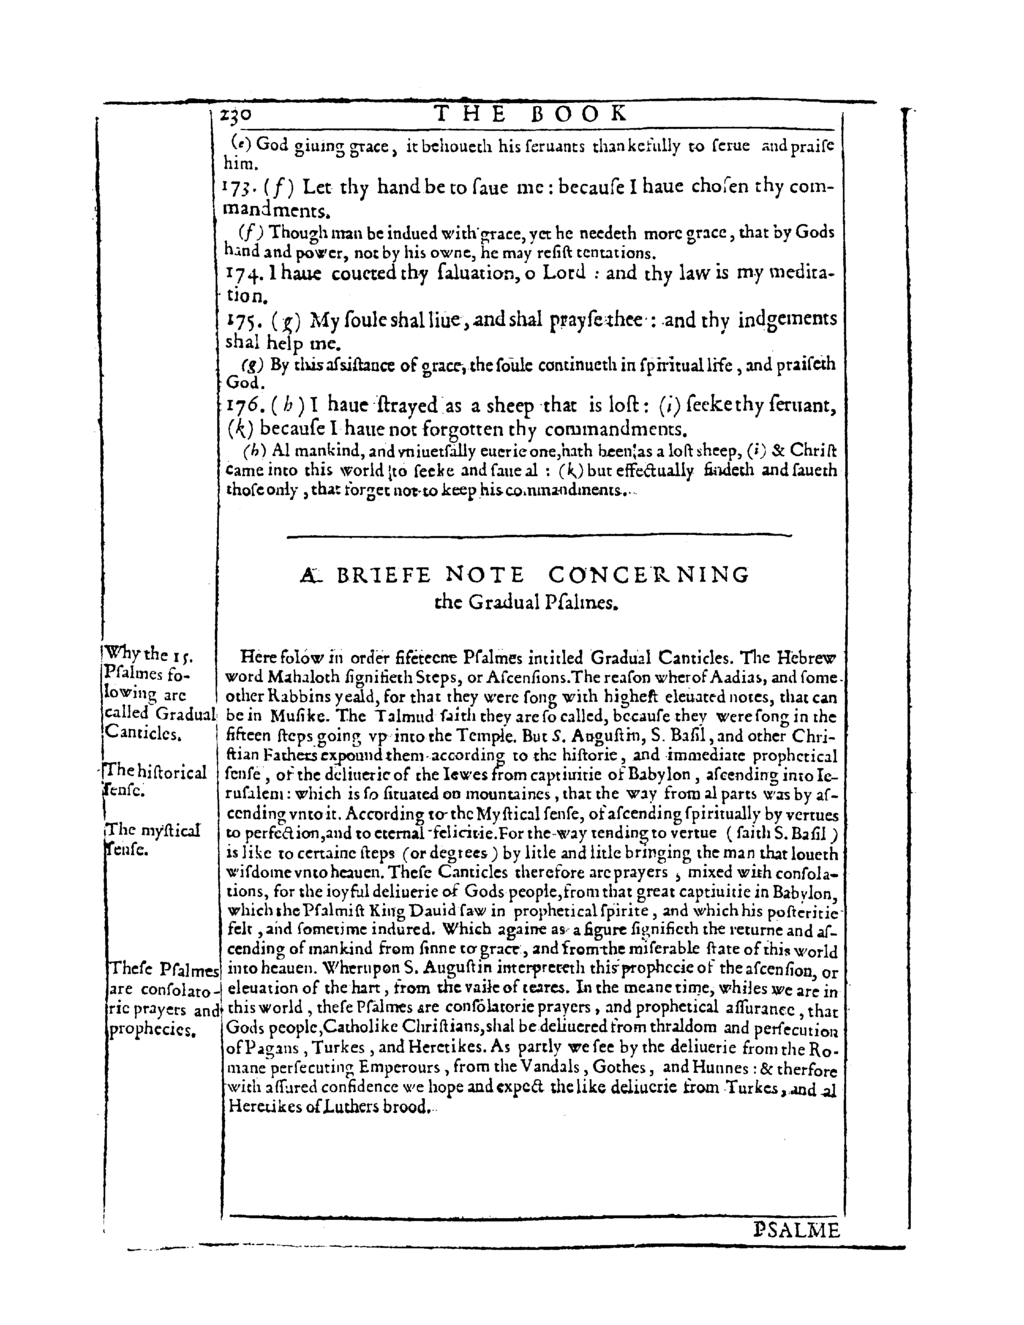 230 THE BOOK
(e) God giuing grace, it behoueth his ſeruants thankefully to ſerue and praiſe
him.
173. (f) Let thy hand be to ſaue me: becauſe I haue choſen thy com-
mandments.
(f) Though man be indued with grace, yet he needeth more grace, that by Gods
hand and power, not by his owne, he may reſiſt tentations.
174. I haue coueted thy ſaluation, o Lord : and thy law is my medita-
tion.
175. (g) My ſoule shal liue, and shal prayſe thee : and thy iudgements
shal help me.
(g) By this aſsiſtance of grace, the ſoule continueth in ſpiritual life, and praiſeth
God.
176. (h) I haue ſtrayed as a sheep that is loſt: (i) ſeeke thy ſeruant,
(k) becauſe I haue not forgotten thy commandments.
(h) Al mankind, and vniuerſally euerie one, hath been as a loſt sheep, (i) & Chriſt
came into this world to ſeeke and ſaue al : (k) but effectually findeth and ſaueth
thoſe only, that forget not to keep his commandments.
A BRIEFE NOTE CONCERNING
the Gradual Pſalmes.
Why the 15.
Pſalmes fo-
lowing are
called Gradual
Canticles.
The hiſtorical
ſenſe.
The myſtical
ſenſe.
Theſe Pſalmes
are conſolato-
rie prayers and
prophecies.
Here folow in order fifeteene Pſalmes intitled Gradual Canticles. The Hebrew
word Mahaloth ſignifieth Steps, or Aſcenſions. The reaſon wherof Aadias, and ſome
other Rabbins yeald, for that they were ſong with higheſt eleuated notes, that can
be in Muſike. The Talmud ſaith they are ſo called, becauſe they were ſong in the
fifteen ſteps going vp into the Temple. But S. Auguſtin, S. Baſil, and other Chri-
ſtian Fathers expound them according to the hiſtorie, and immediate prophetical
ſenſe, of the deliuerie of the Iewes from captiuitie of Babylon, aſcending into Ie-
ruſalem: which is ſo ſituated on mountaines, that the way from al parts was by aſ-
cending vnto it. According to the Myſtical ſenſe, of aſcending ſpiritually by vertues
to perfection, and to eternal felicitie. For the way tending to vertue (ſaith S. Baſil)
is like to certaine ſteps (or degrees) by litle and litle bringing the man that loueth
wiſdome vnto heauen. Theſe Canticles therefore are prayers, mixed with conſola-
tions, for the ioyful deliuerie of Gods people, from that great captiuitie in Babylon,
which the Pſalmiſt King Dauid ſaw in prophetical ſpirite, and which his poſteritie
felt, and ſometime indured. Which againe as a figure ſignifieth the returne and aſ-
cending of mankind from ſinne to grace, and from the miſerable ſtate of this world
into heauen. Wherupon S. Auguſtin interpreteth this prophecie of the aſcenſion, or
eleuation of the hart, from the vaile of teares. In the meane time, whiles we are in
this world, theſe Pſalmes are conſolatorie prayers, and prophetical aſſurance, that
Gods people, Catholike Chriſtians, shal be deliuered from thraldom and perſecution
of Pagans, Turkes, and Heretikes. As partly we ſee by the deliuerie from the Ro-
mane perſecuting Emperours, from the Vandals, Gothes, and Hunnes: & therfore
with aſſured confidence we hope and expect the like deliuerie from Turkes, and al
Heretikes of Luthers brood.
PSALME